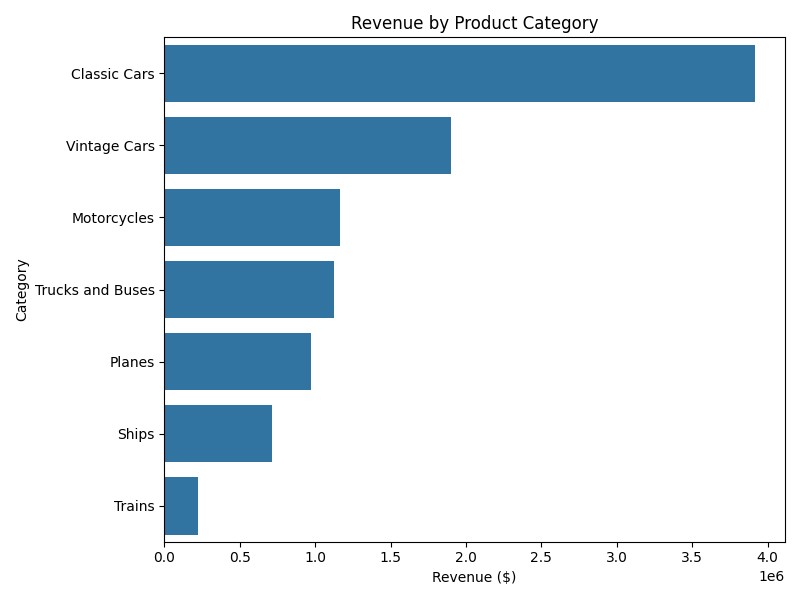 Revenue by Product Category
Category
Classic Cars
Vintage Cars
Motorcycles
Trucks and Buses
Planes
Ships
Trains
0.0 0.5 1.0 1.5 2.0 2.5 3.0 3.5 4.0
1e6
Revenue ($)